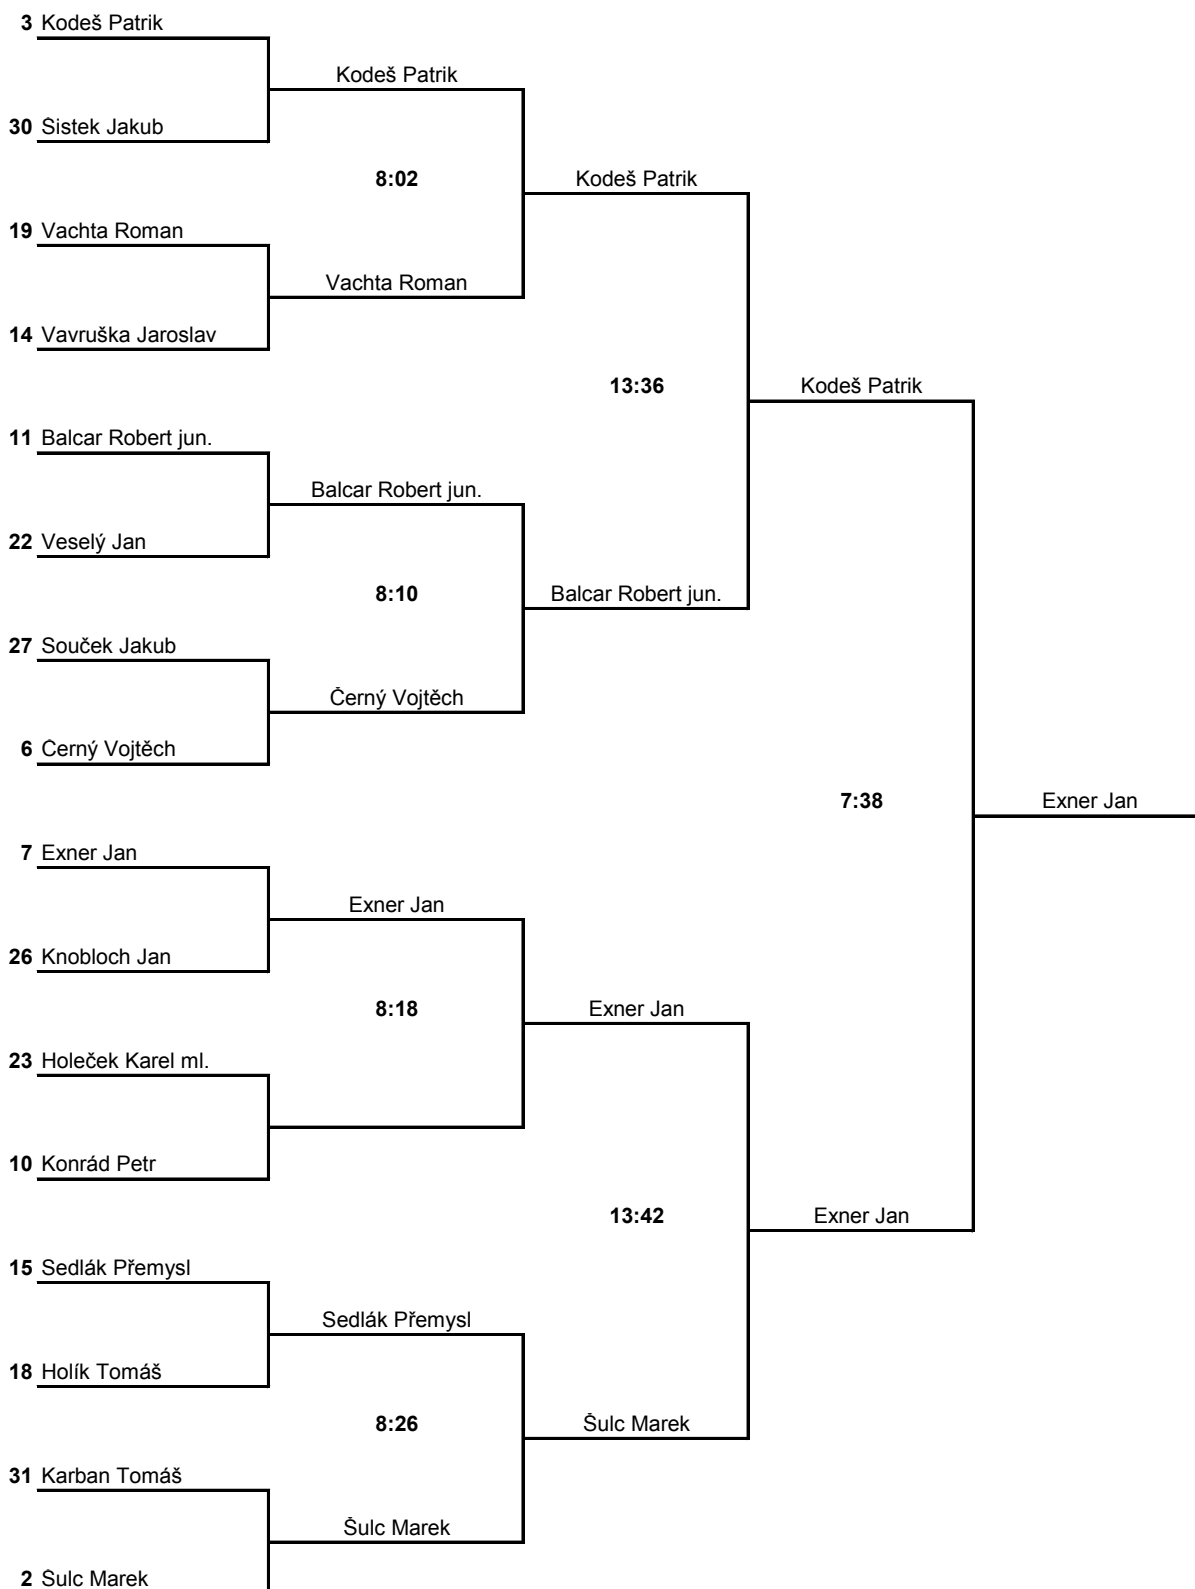 3 Kodeš Patrik
Kodeš Patrik
30 Šistek Jakub
8:02
Kodeš Patrik
19 Vachta Roman
Vachta Roman
14 Vavruška Jaroslav
13:36
Kodeš Patrik
11 Balcar Robert jun.
Balcar Robert jun.
22 Veselý Jan
8:10
Balcar Robert jun.
27 Souček Jakub
Černý Vojtěch
6 Černý Vojtěch
7:38
Exner Jan
7 Exner Jan
Exner Jan
26 Knobloch Jan
8:18
Exner Jan
23 Holeček Karel ml.
10 Konrád Petr
13:42
Exner Jan
15 Sedlák Přemysl
Sedlák Přemysl
18 Holík Tomáš
8:26
Šulc Marek
31 Karban Tomáš
Šulc Marek
2 Šulc Marek